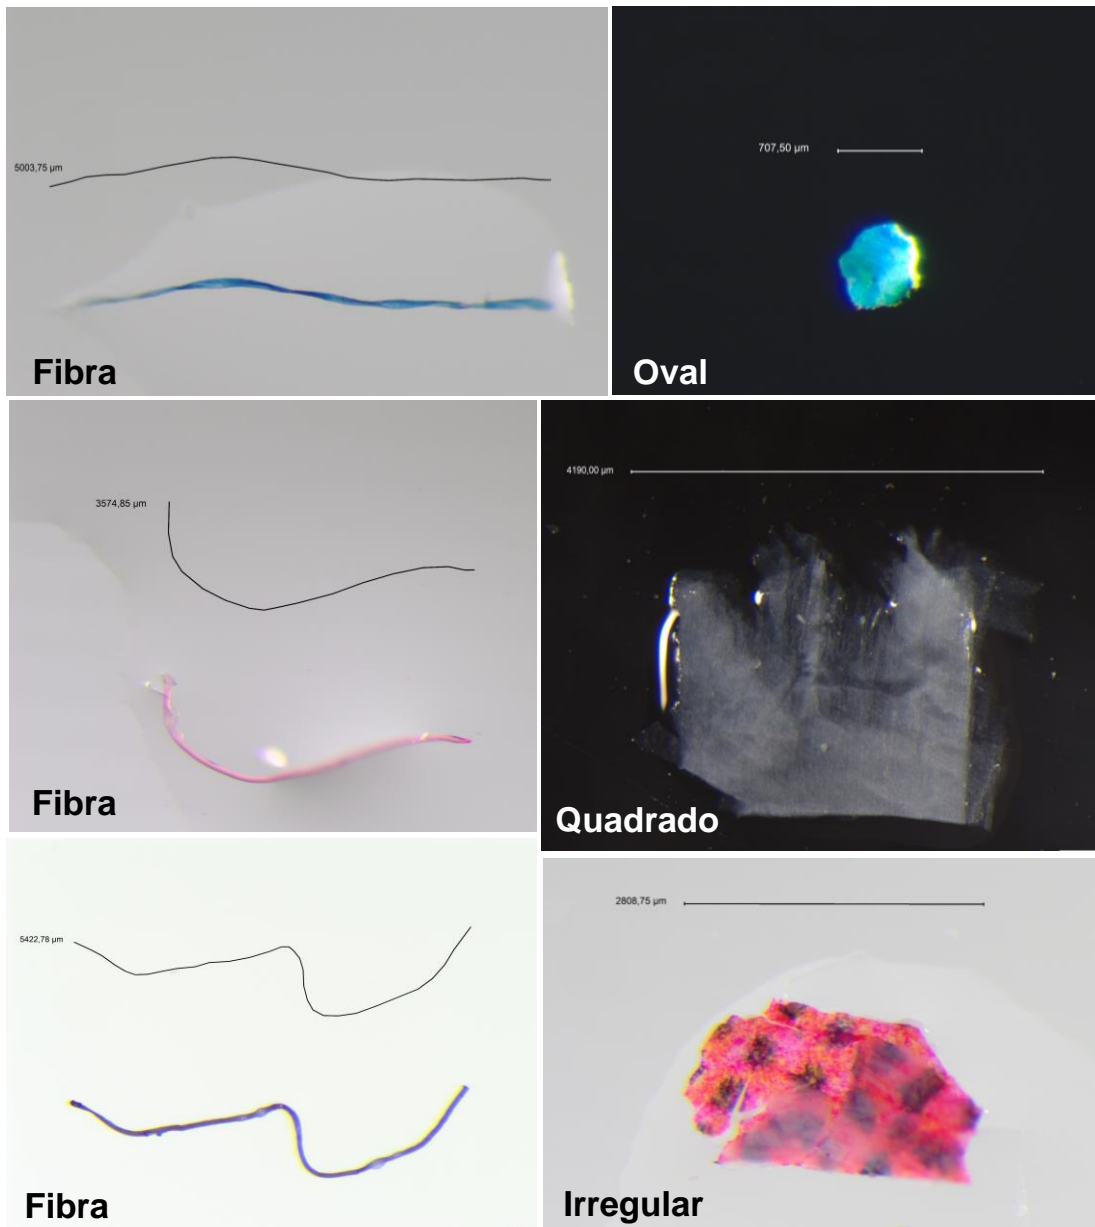 5003,75 µm
Fibra
707,50 µm
Oval
3574,85 µm
Fibra
4190,00 µm
Quadrado
5422,78 µm
Fibra
2808,75 µm
Irregular